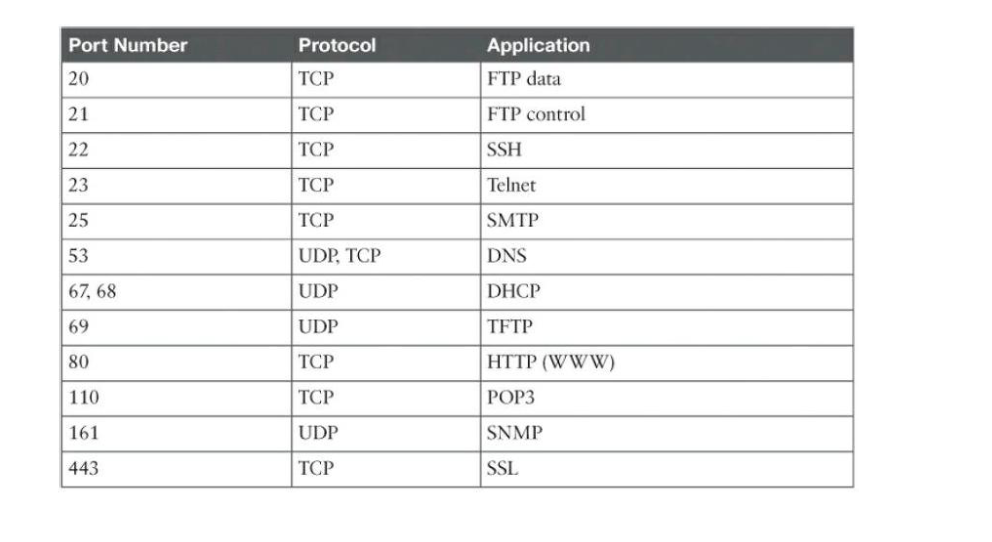 Port Number Protocol Application
20 TCP FTP data
21 TCP FTP control
22 TCP SSH
23 TCP Telnet
25 TCP SMTP
53 UDP, TCP DNS
67, 68 UDP DHCP
69 UDP TFTP
80 TCP HTTP (WWW)
110 TCP POP3
161 UDP SNMP
443 TCP SSL